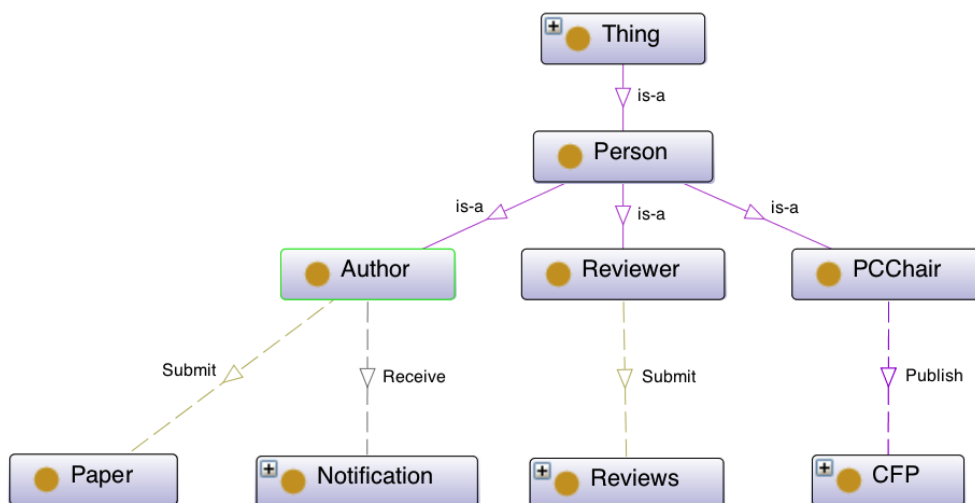 Thing
is-a
Person
is-a
is-a
is-a
Author
Reviewer
PCChair
Submit
Receive
Submit
Publish
Paper
Notification
Reviews
CFP